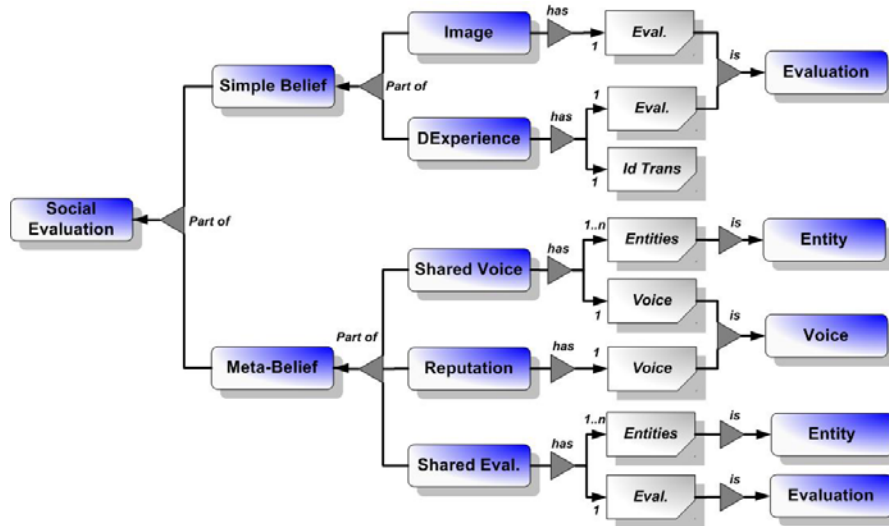 has
Image
1
Eval.
is
Simple Belief
Part of
Evaluation
1
has
Eval.
DExperience
1
Id Trans
Social
Evaluation
Part of
1..n
is
has
Entities
Entity
Shared Voice
Voice
1
is
Part of
Voice
has
1
Meta-Belief
Reputation
Voice
1..n
is
has
Entities
Entity
Shared Eval.
is
Eval.
Evaluation
1